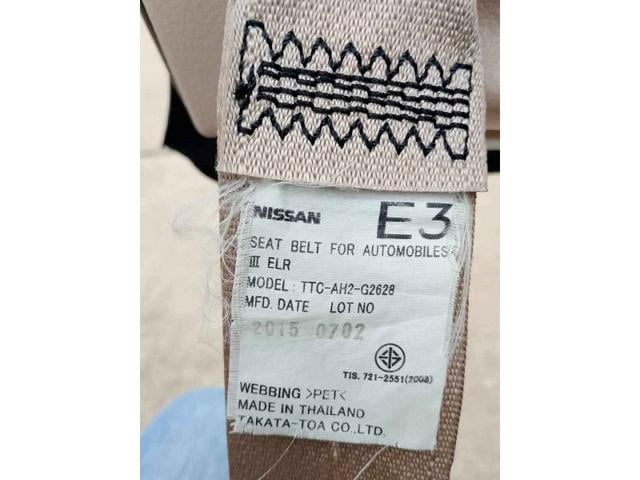 NISSAN E3
SEAT BELT FOR AUTOMOBILES
III ELR
MODEL: TTC-AH2-G2628
MFD. DATE LOT NO
2015 0702
TIS. 721-2551(2008)
WEBBING >PET<
MADE IN THAILAND
TAKATA-TOA CO., LTD.